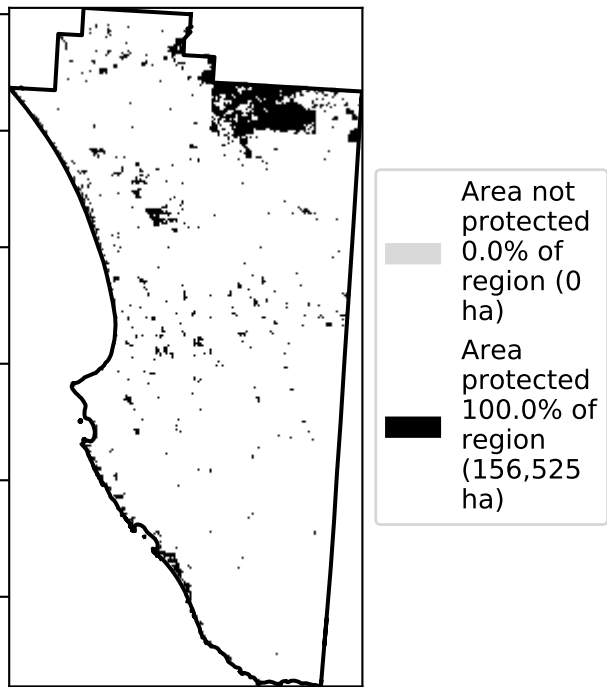 Area not
protected
0.0% of
region (0
ha)
Area
protected
100.0% of
region
(156,525
ha)